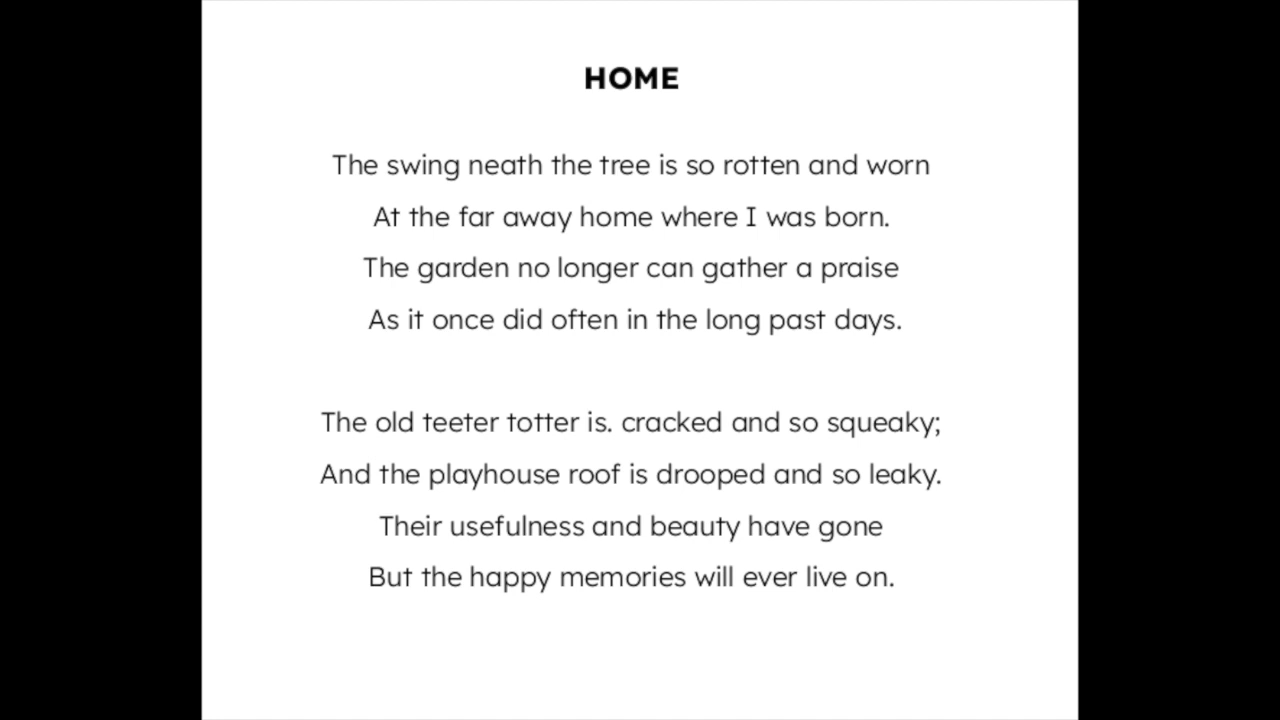 HOME
The swing neath the tree is so rotten and worn
At the far away home where I was born.
The garden no longer can gather a praise
As it once did often in the long past days.
The old teeter totter is. cracked and so squeaky;
And the playhouse roof is drooped and so leaky.
Their usefulness and beauty have gone
But the happy memories will ever live on.